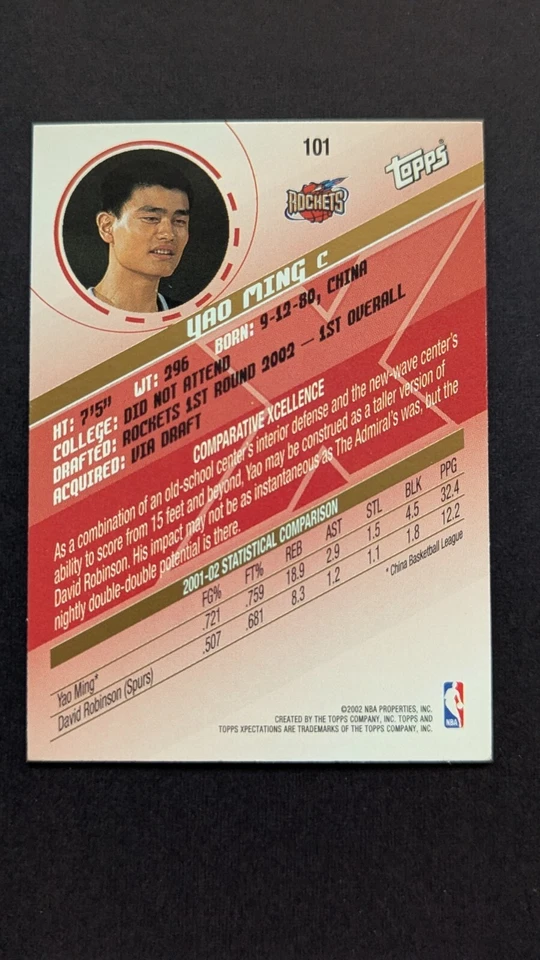 101
topps
ROCKETS
YAO MING C
HT: 7'5" WT: 296 BORN: 9-12-80, CHINA
COLLEGE: DID NOT ATTEND
DRAFTED: ROCKETS 1ST ROUND 2002 — 1ST OVERALL
ACQUIRED: VIA DRAFT
COMPARATIVE XCELLENCE
As a combination of an old-school center's interior defense and the new-wave center's
ability to score from 15 feet and beyond, Yao may be construed as a taller version of
David Robinson. His impact may not be as instantaneous as The Admiral's was, but the
nightly double-double potential is there.
2001-02 STATISTICAL COMPARISON
FG% FT% REB AST STL BLK PPG
Yao Ming* .721 .759 18.9 2.9 1.5 4.5 32.4
David Robinson (Spurs) .507 .681 8.3 1.2 1.1 1.8 12.2
* China Basketball League
©2002 NBA PROPERTIES, INC.
CREATED BY THE TOPPS COMPANY, INC. TOPPS AND
TOPPS XPECTATIONS ARE TRADEMARKS OF THE TOPPS COMPANY, INC.
NBA